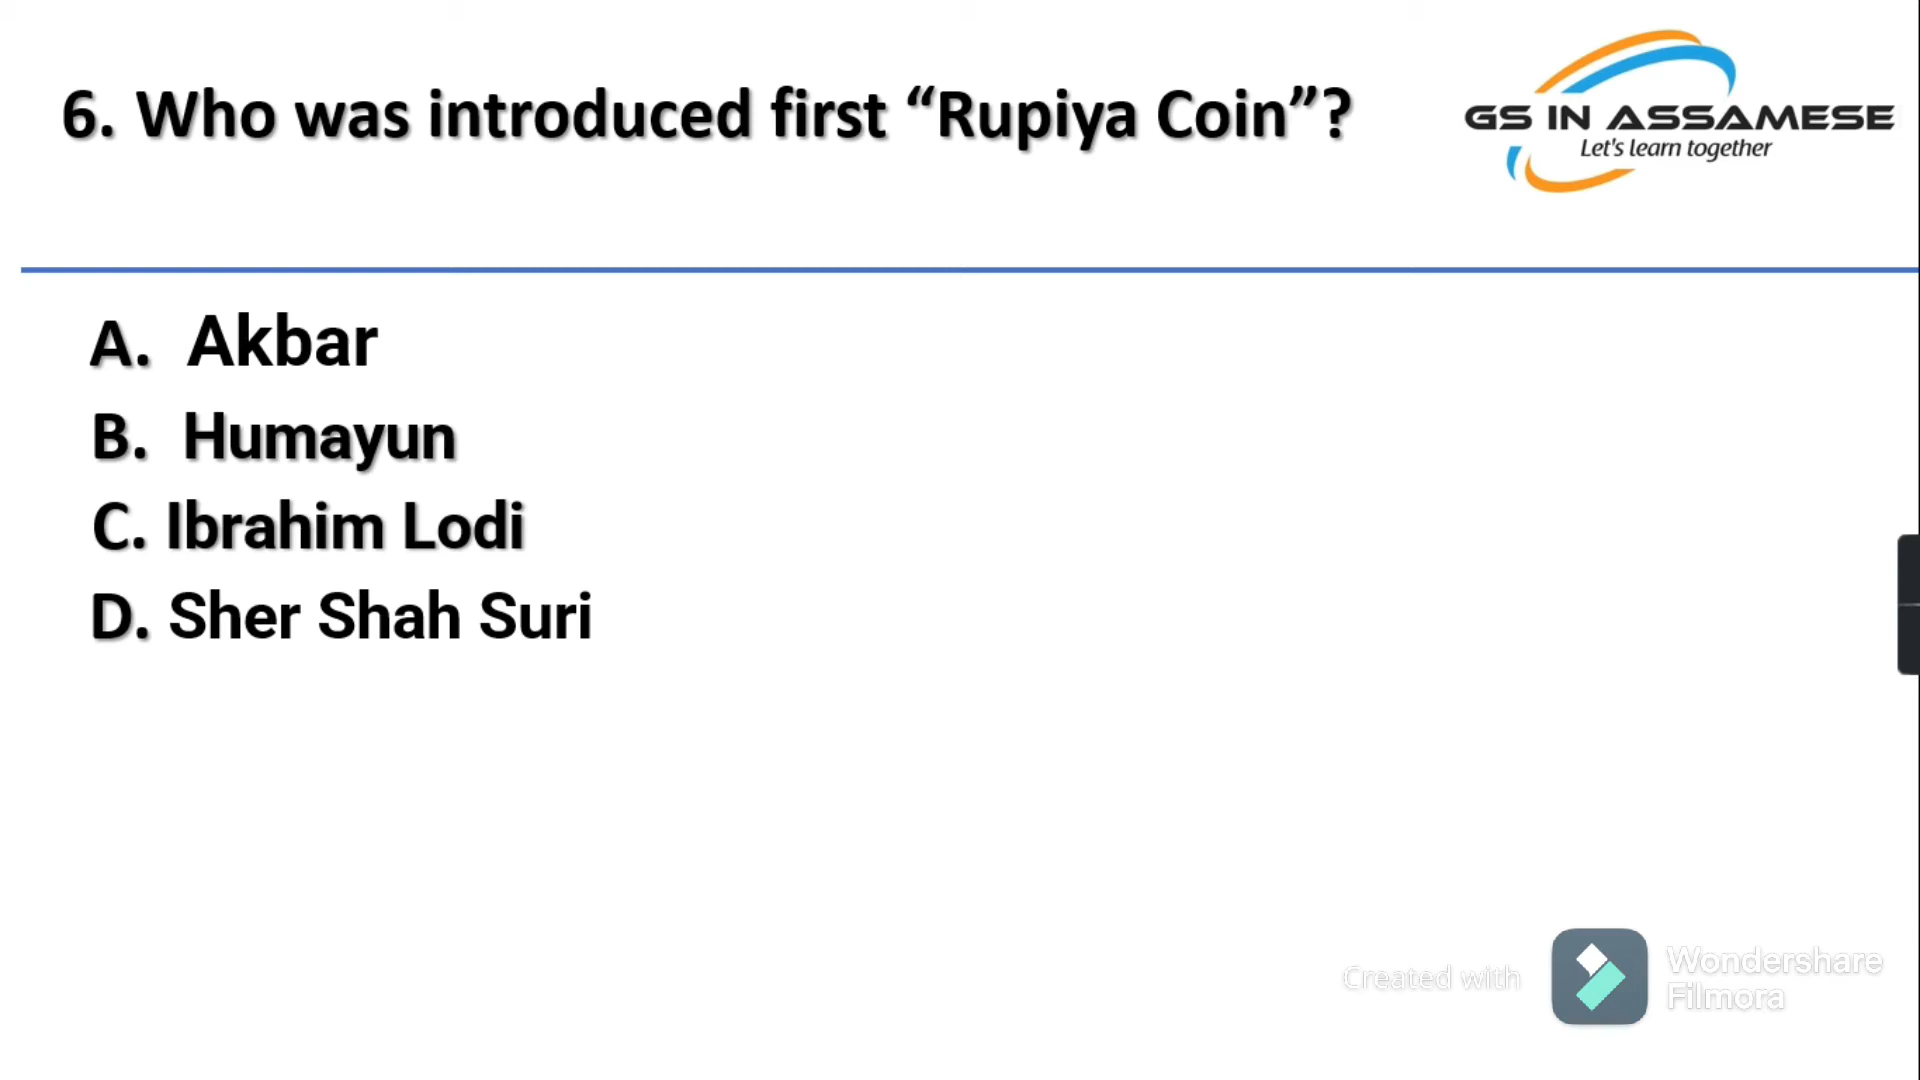 6. Who was introduced first “Rupiya Coin”?
GS IN ASSAMESE
Let's learn together
A. Akbar
B. Humayun
C. Ibrahim Lodi
D. Sher Shah Suri
Created with
Wondershare
Filmora